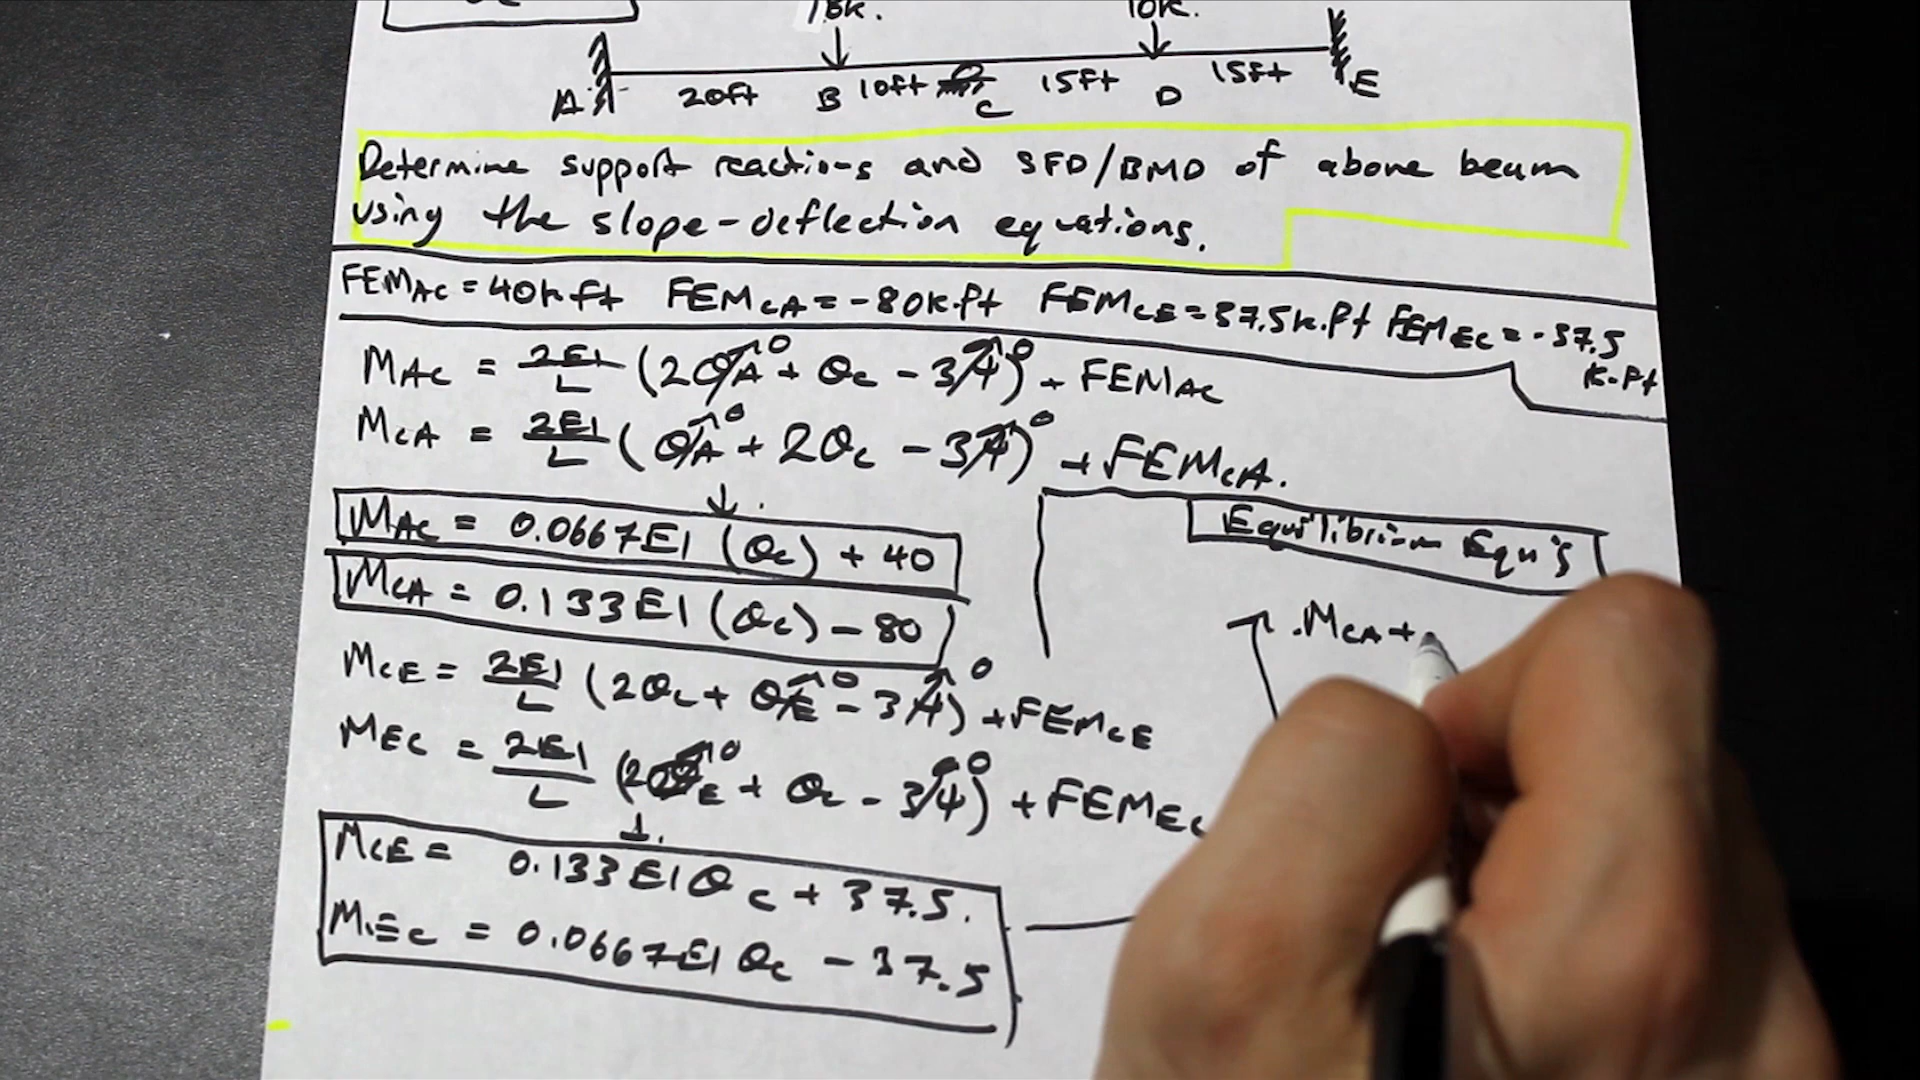 18k. 10k.
A 20ft B 10ft C 15ft D 15ft E
Determine support reactions and SFD/BMD of above beam
using the slope-deflection equations.
FEMAC = 40k.ft FEMCA = -80k.ft FEMCE = 37.5k.ft FEMEC = -37.5
k.ft
MAC = 2EI/L (2θA + θC - 3Ψ) + FEMAC
MCA = 2EI/L (θA + 2θC - 3Ψ) + FEMCA.
MAC = 0.0667EI (θC) + 40
Equilibrium Equ's
MCA = 0.133EI (θC) - 80
MCA +
MCE = 2EI/L (2θC + θE - 3Ψ) + FEMCE
MEC = 2EI/L (2θE + θC - 3Ψ) + FEMEC
MCE = 0.133EIθC + 37.5.
MEC = 0.0667EIθC - 37.5